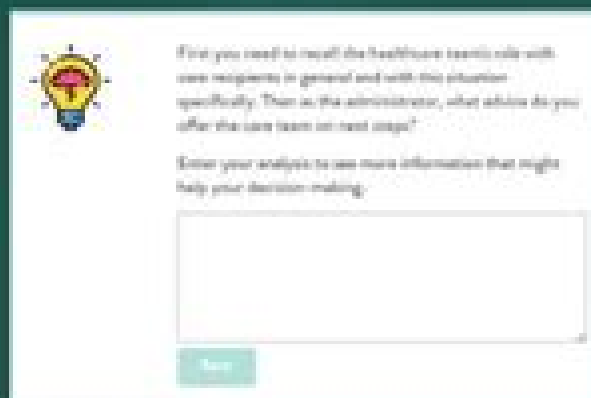 First you need to recall the healthcare team's role with
care recipients in general and with this situation
specifically. Then as the administrator, what advice do you
offer the care team on next steps?
Enter your analysis to see more information that might
help your decision-making.